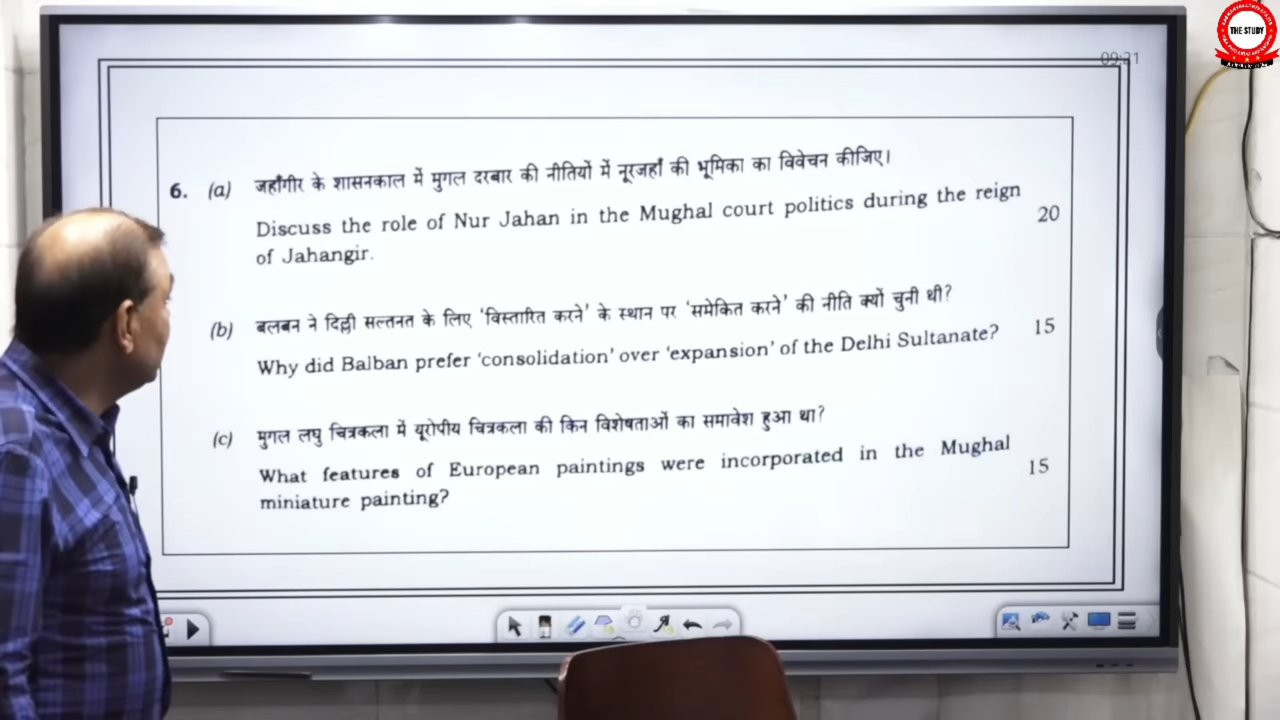 THE STUDY
09:21
6. (a) जहाँगीर के शासनकाल में मुगल दरबार की नीतियों में नूरजहाँ की भूमिका का विवेचन कीजिए।
Discuss the role of Nur Jahan in the Mughal court politics during the reign
of Jahangir. 20
(b) बलबन ने दिल्ली सल्तनत के लिए 'विस्तारित करने' के स्थान पर 'समेकित करने' की नीति क्यों चुनी थी?
Why did Balban prefer 'consolidation' over 'expansion' of the Delhi Sultanate? 15
(c) मुगल लघु चित्रकला में यूरोपीय चित्रकला की किन विशेषताओं का समावेश हुआ था?
What features of European paintings were incorporated in the Mughal
miniature painting? 15